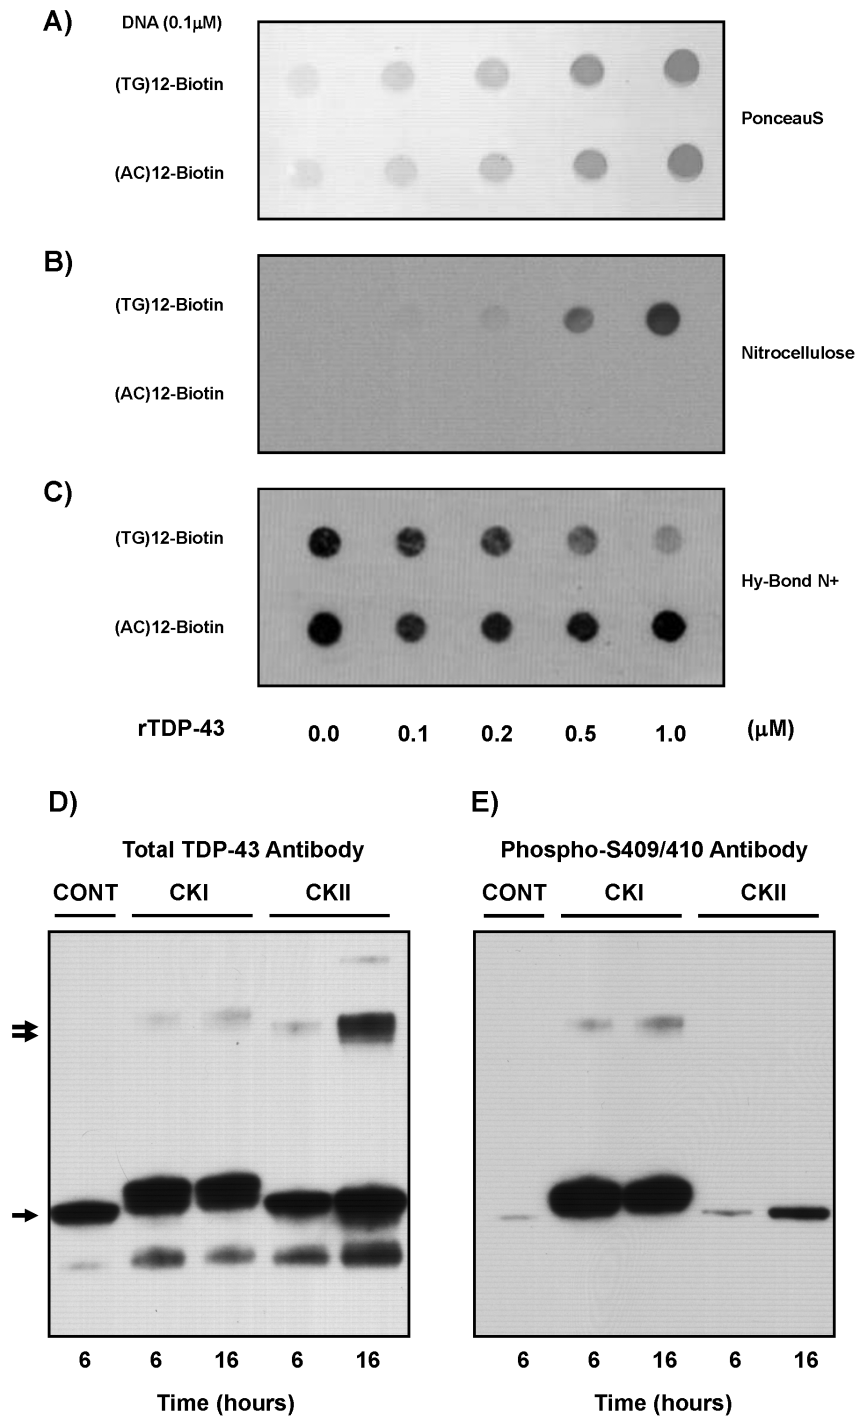 A)
DNA (0.1μM)
(TG)12-Biotin
(AC)12-Biotin
PonceauS
B)
(TG)12-Biotin
(AC)12-Biotin
Nitrocellulose
C)
(TG)12-Biotin
(AC)12-Biotin
Hy-Bond N+
rTDP-43 0.0 0.1 0.2 0.5 1.0 (μM)
D)
Total TDP-43 Antibody
CONT CKI CKII
6 6 16 6 16
Time (hours)
E)
Phospho-S409/410 Antibody
CONT CKI CKII
6 6 16 6 16
Time (hours)